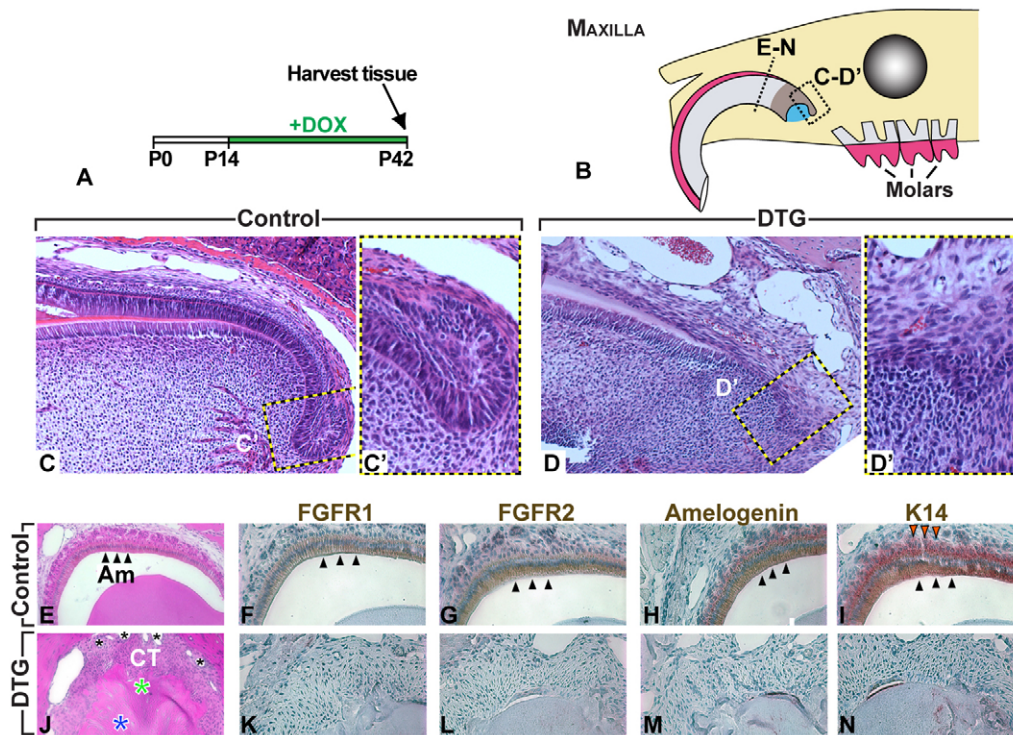 Harvest tissue
+DOX
P0 P14 P42
A
MAXILLA
E-N
C-D'
B
Molars
Control
DTG
C'
C
C'
D'
D
D'
FGFR1 FGFR2 Amelogenin K14
Control
Am
E F G H I
DTG
* * * *
CT
*
*
J K L M N